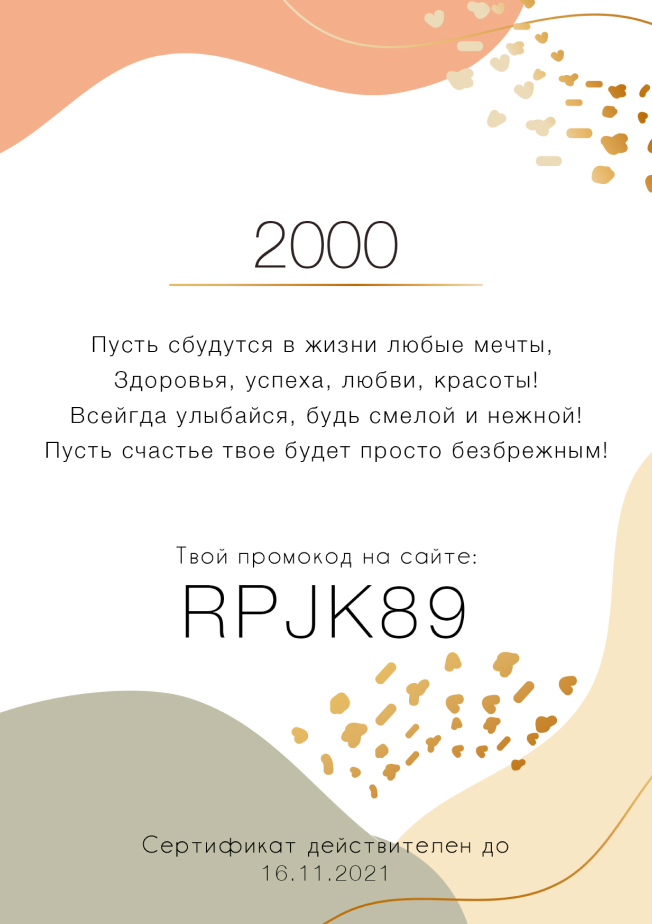 2000
Пусть сбудутся в жизни любые мечты,
Здоровья, успеха, любви, красоты!
Всейгда улыбайся, будь смелой и нежной!
Пусть счастье твое будет просто безбрежным!
Твой промокод на сайте:
RPJK89
Сертификат действителен до
16.11.2021